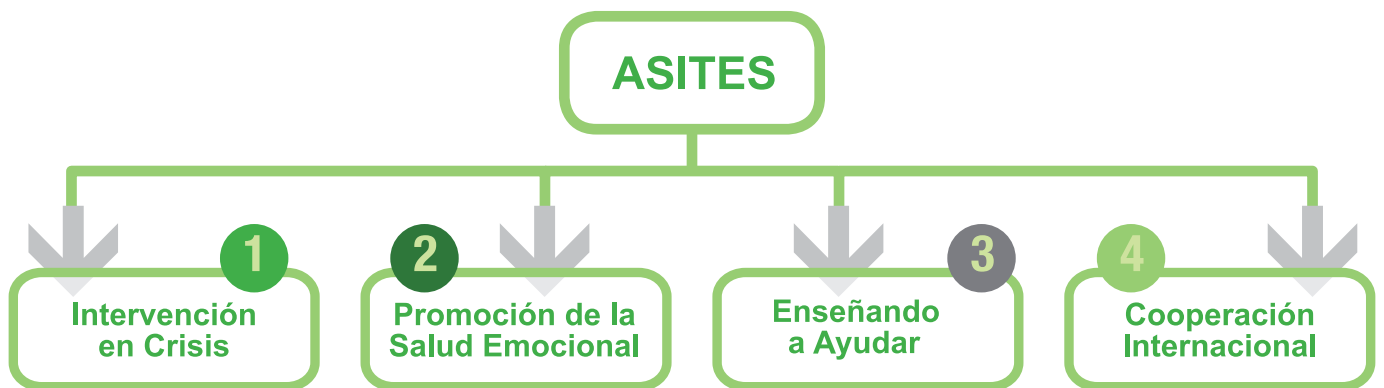 ASITES
1
Intervención
en Crisis
2
Promoción de la
Salud Emocional
3
Enseñando
a Ayudar
4
Cooperación
Internacional